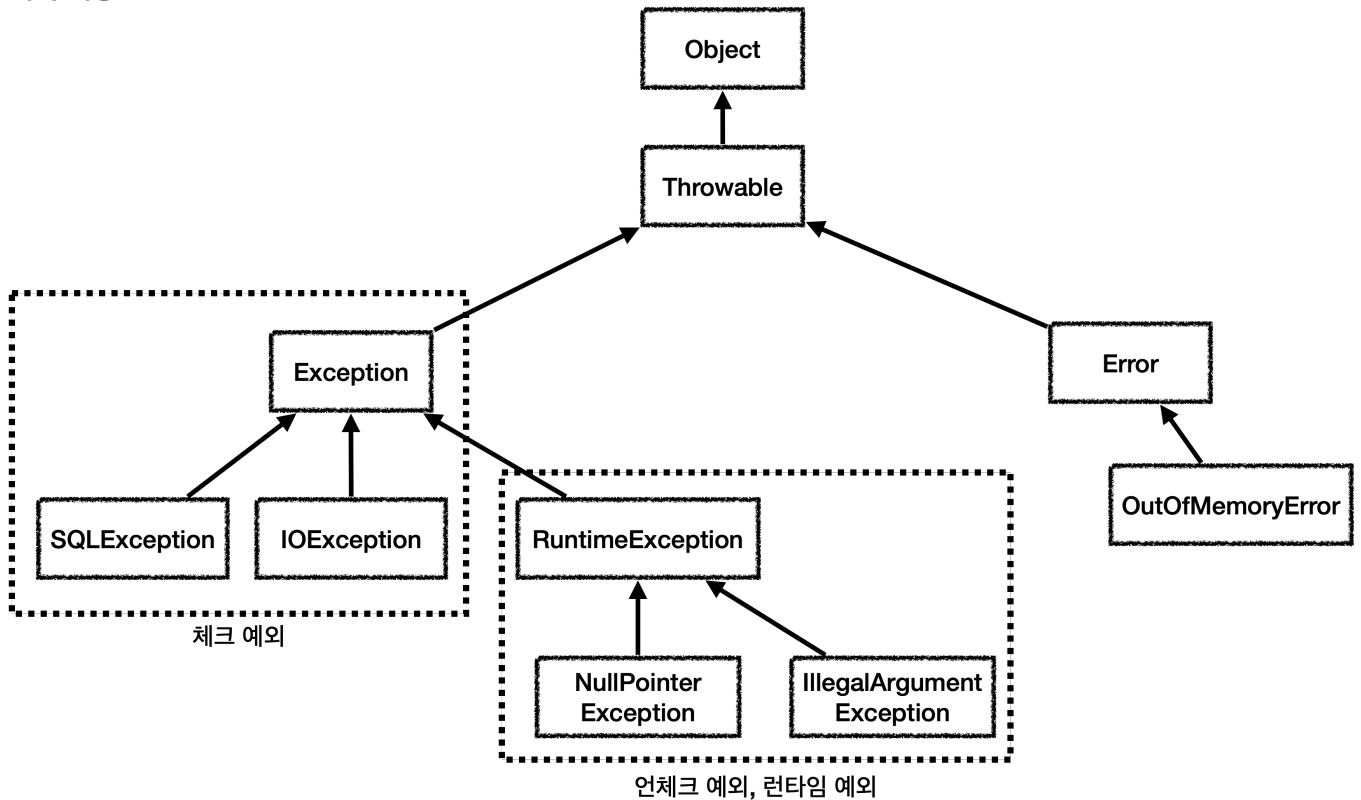 Object
Throwable
Exception
Error
SQLException
IOException
RuntimeException
OutOfMemoryError
체크 예외
NullPointer
Exception
IllegalArgument
Exception
언체크 예외, 런타임 예외